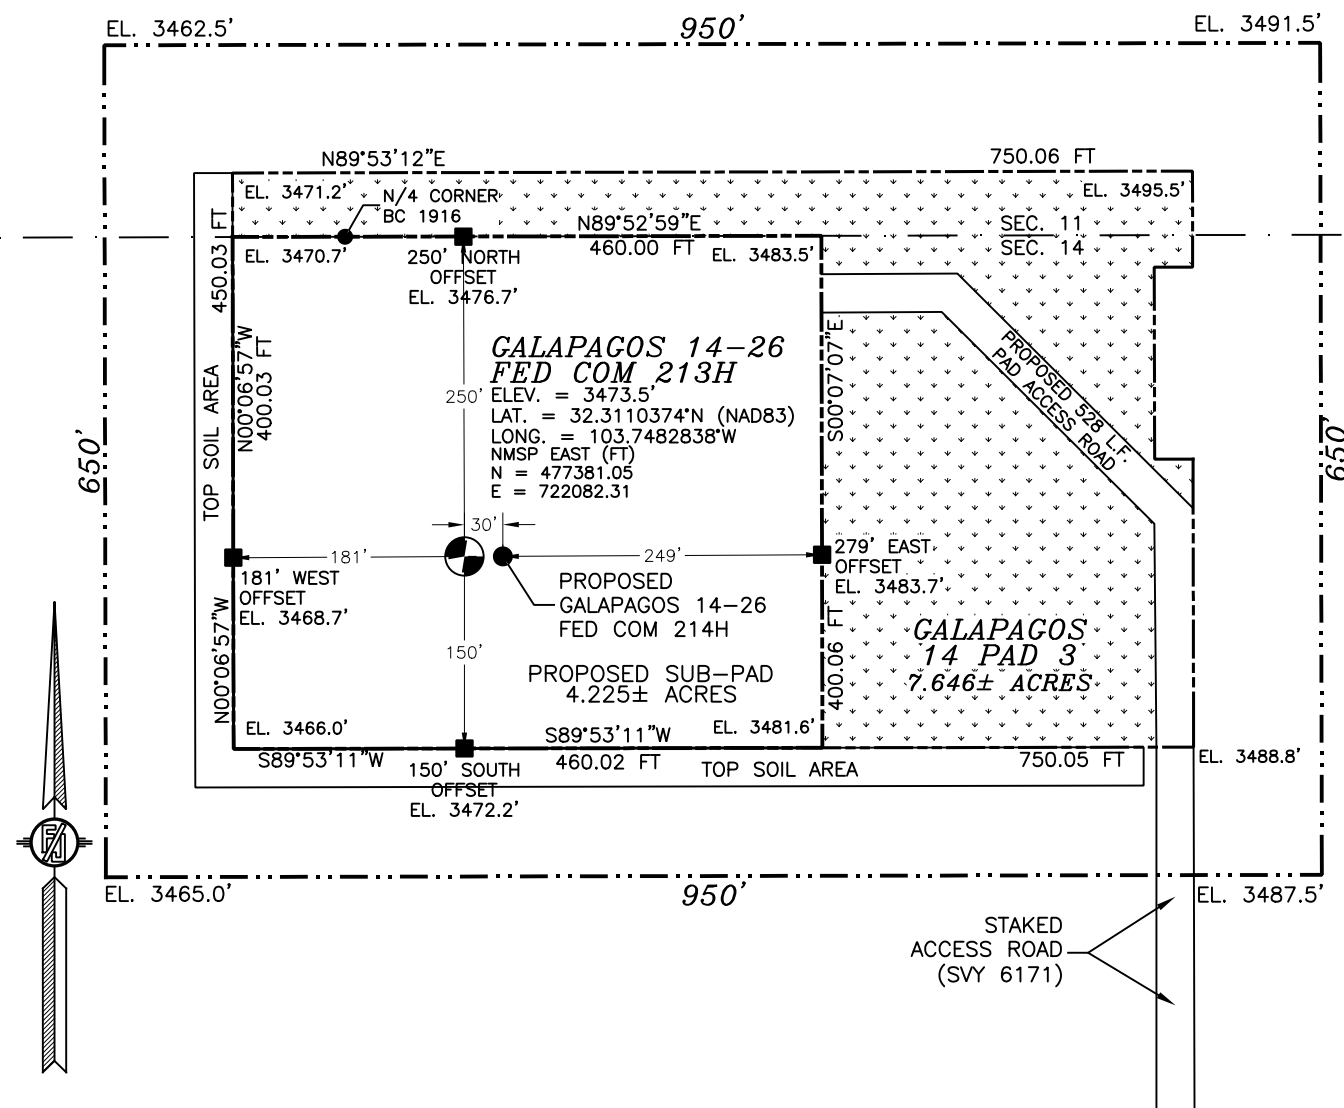 EL. 3462.5'
950'
EL. 3491.5'
N89°53'12"E
750.06 FT
EL. 3471.2'
N/4 CORNER
BC 1916
EL. 3495.5'
N89°52'59"E
460.00 FT
SEC. 11
SEC. 14
EL. 3470.7'
250' NORTH
OFFSET
EL. 3476.7'
EL. 3483.5'
450.03 FT
N00°06'57"W
400.03 FT
TOP SOIL AREA
650'
GALAPAGOS 14-26
FED COM 213H
ELEV. = 3473.5'
LAT. = 32.3110374°N (NAD83)
LONG. = 103.7482838°W
NMSP EAST (FT)
N = 477381.05
E = 722082.31
250'
S00°07'07"E
PROPOSED 528 L.F.
PAD ACCESS ROAD
650'
30'
181'
249'
181' WEST
OFFSET
EL. 3468.7'
PROPOSED
GALAPAGOS 14-26
FED COM 214H
279' EAST
OFFSET
EL. 3483.7'
N00°06'57"W
150'
PROPOSED SUB-PAD
4.225± ACRES
400.06 FT
GALAPAGOS
14 PAD 3
7.646± ACRES
EL. 3466.0'
S89°53'11"W
EL. 3481.6'
S89°53'11"W
460.02 FT
150' SOUTH
OFFSET
EL. 3472.2'
TOP SOIL AREA
750.05 FT
EL. 3488.8'
EL. 3465.0'
950'
EL. 3487.5'
STAKED
ACCESS ROAD
(SVY 6171)